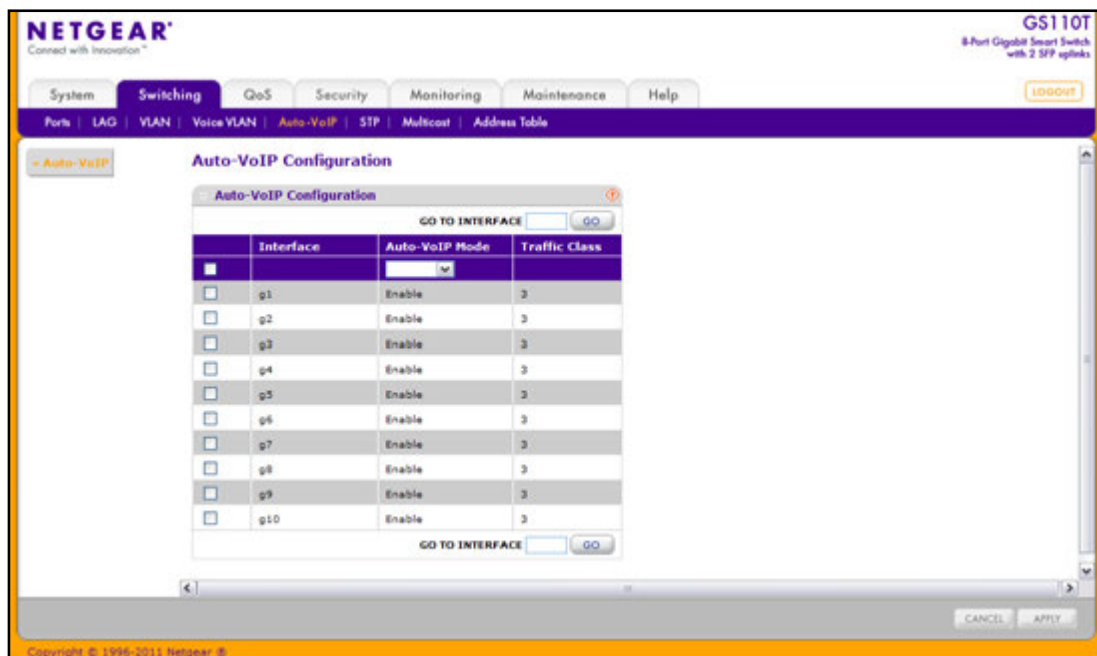 NETGEAR®
Connect with Innovation™
GS110T
8-Port Gigabit Smart Switch
with 2 SFP uplinks
System Switching QoS Security Monitoring Maintenance Help LOGOUT
Ports | LAG | VLAN | Voice VLAN | Auto-VoIP | STP | Multicast | Address Table
Auto-VoIP
Auto-VoIP Configuration
Auto-VoIP Configuration ?
GO TO INTERFACE GO
Interface Auto-VoIP Mode Traffic Class
g1 Enable 3
g2 Enable 3
g3 Enable 3
g4 Enable 3
g5 Enable 3
g6 Enable 3
g7 Enable 3
g8 Enable 3
g9 Enable 3
g10 Enable 3
GO TO INTERFACE GO
CANCEL APPLY
Copyright © 1996-2011 Netgear ®